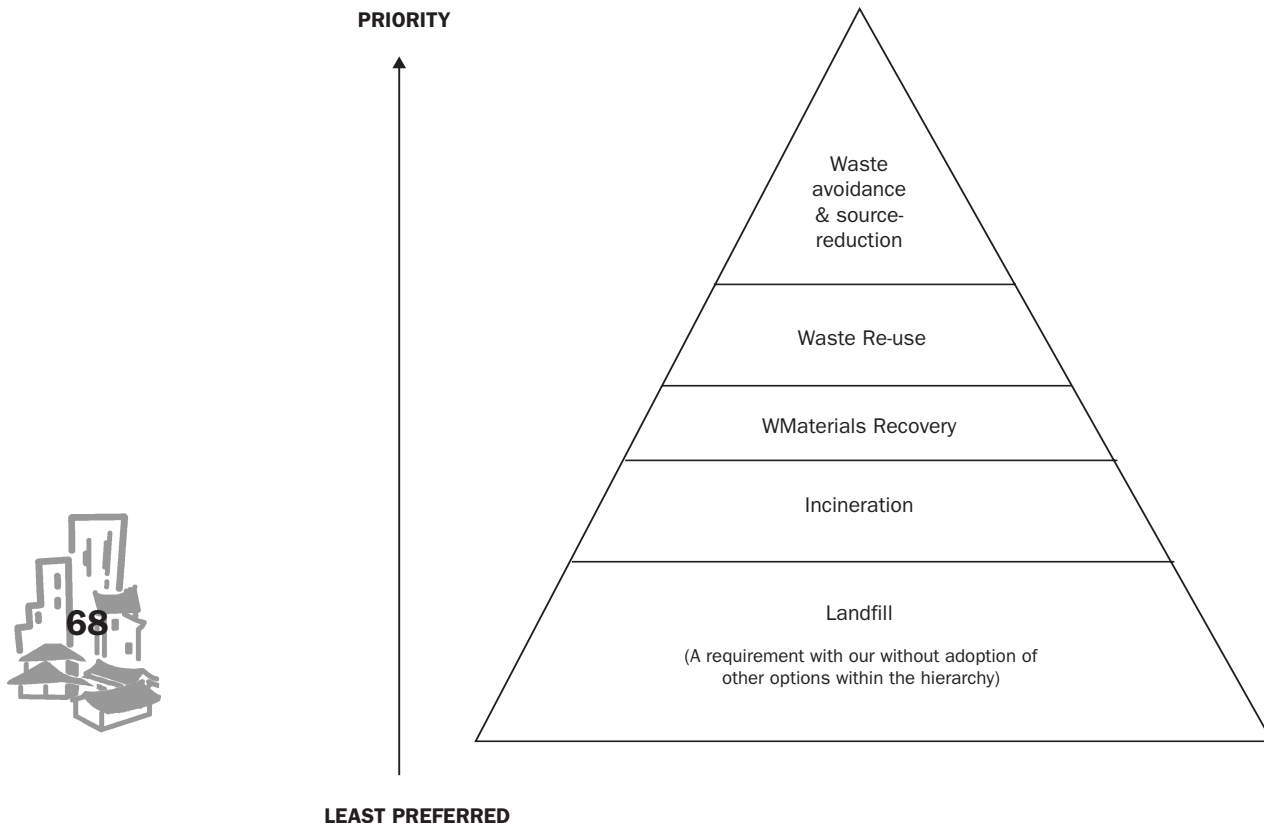 PRIORITY
Waste
avoidance
& source-
reduction
Waste Re-use
WMaterials Recovery
Incineration
68
Landfill
(A requirement with our without adoption of
other options within the hierarchy)
LEAST PREFERRED